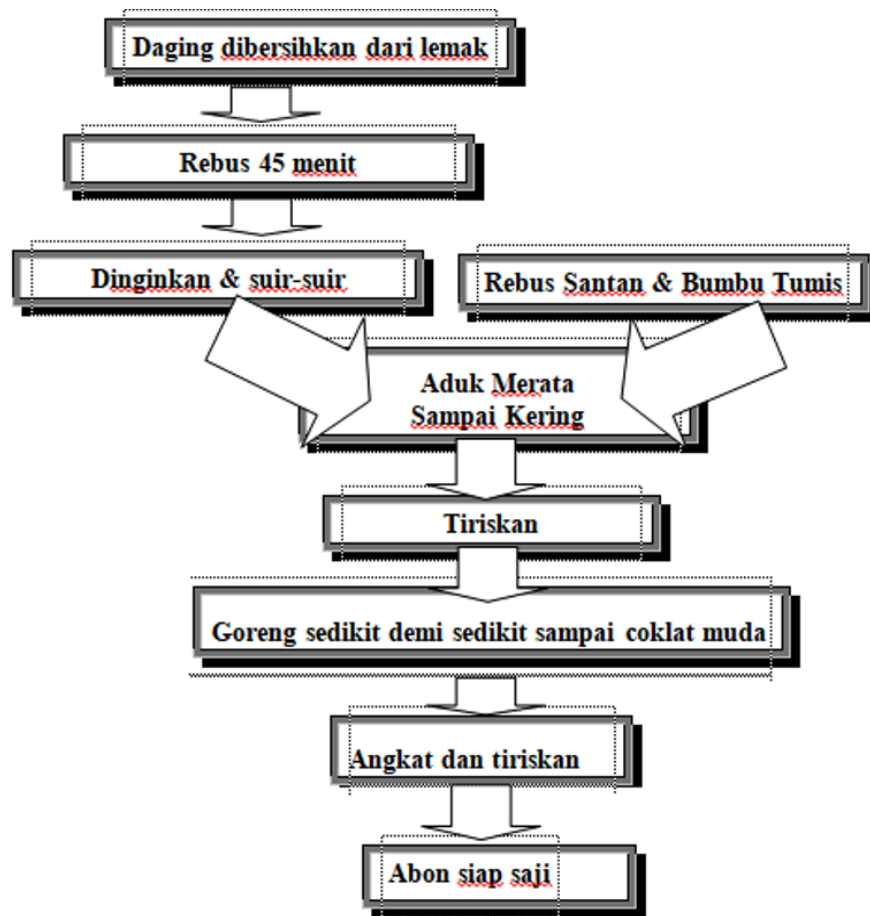 Daging dibersihkan dari lemak
Rebus 45 menit
Dinginkan & suir-suir
Rebus Santan & Bumbu Tumis
Aduk Merata
Sampai Kering
Tiriskan
Goreng sedikit demi sedikit sampai coklat muda
Angkat dan tiriskan
Abon siap saji